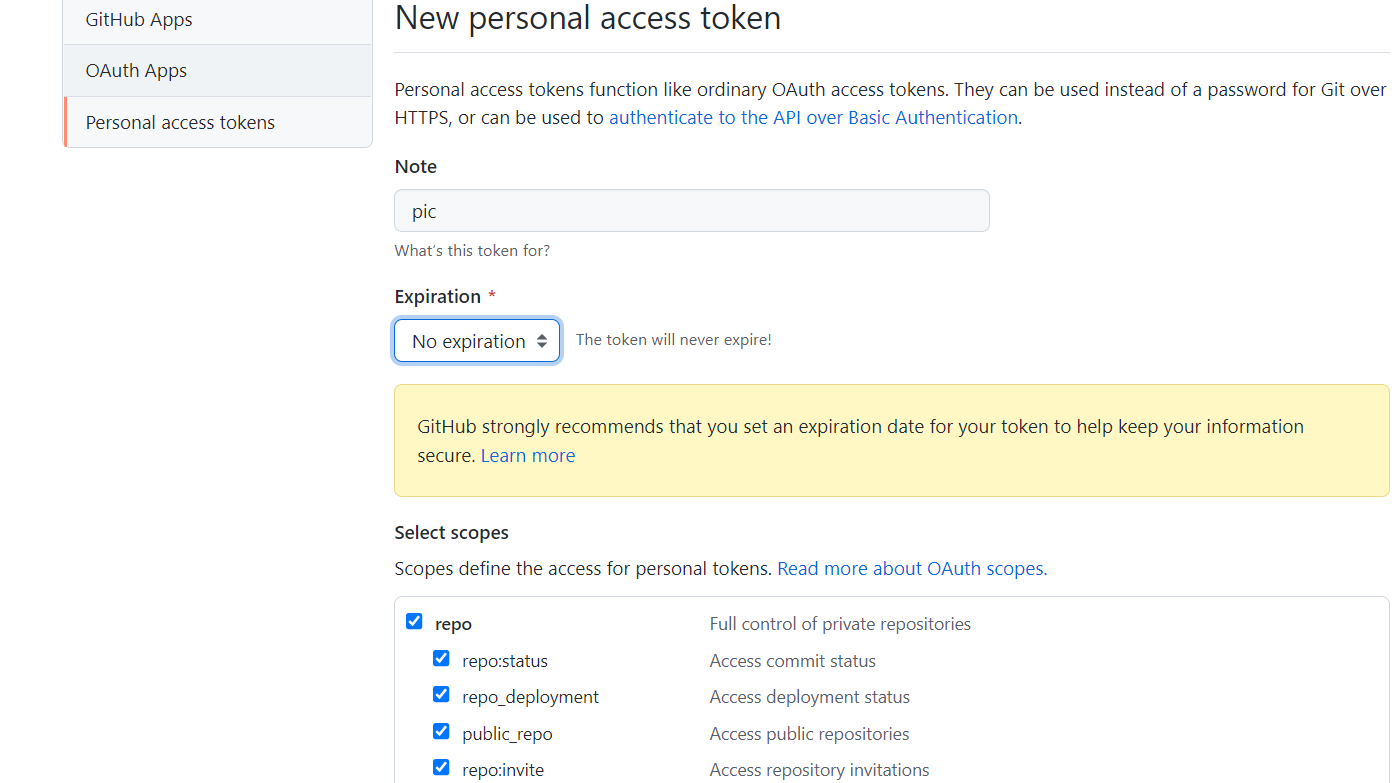 GitHub Apps
OAuth Apps
Personal access tokens
New personal access token
Personal access tokens function like ordinary OAuth access tokens. They can be used instead of a password for Git over
HTTPS, or can be used to authenticate to the API over Basic Authentication.
Note
pic
What's this token for?
Expiration *
No expiration
The token will never expire!
GitHub strongly recommends that you set an expiration date for your token to help keep your information
secure. Learn more
Select scopes
Scopes define the access for personal tokens. Read more about OAuth scopes.
repo Full control of private repositories
repo:status Access commit status
repo_deployment Access deployment status
public_repo Access public repositories
repo:invite Access repository invitations